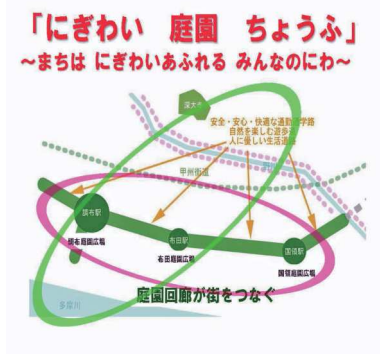 「にぎわい 庭園 ちょうふ」
～まちは にぎわいあふれる みんなのにわ～
深大寺
安全・安心・快適な通勤通学路
自然を楽しむ遊歩道
人に優しい生活道路
甲州街道
調布駅
布田駅
国領駅
調布庭園広場
布田庭園広場
国領庭園広場
庭園回廊が街をつなぐ
多摩川